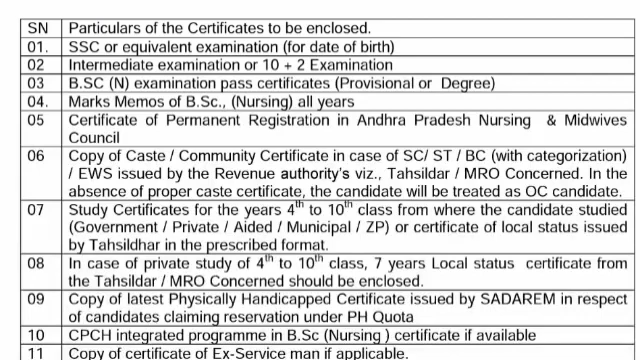 SN Particulars of the Certificates to be enclosed.
01. SSC or equivalent examination (for date of birth)
02 Intermediate examination or 10 + 2 Examination
03 B.SC (N) examination pass certificates (Provisional or Degree)
04. Marks Memos of B.Sc., (Nursing) all years
05 Certificate of Permanent Registration in Andhra Pradesh Nursing & Midwives
Council
06 Copy of Caste / Community Certificate in case of SC/ ST / BC (with categorization)
/ EWS issued by the Revenue authority's viz., Tahsildar / MRO Concerned. In the
absence of proper caste certificate, the candidate will be treated as OC candidate.
07 Study Certificates for the years 4th to 10th class from where the candidate studied
(Government / Private / Aided / Municipal / ZP) or certificate of local status issued
by Tahsildhar in the prescribed format.
08 In case of private study of 4th to 10th class, 7 years Local status certificate from
the Tahsildar / MRO Concerned should be enclosed.
09 Copy of latest Physically Handicapped Certificate issued by SADAREM in respect
of candidates claiming reservation under PH Quota
10 CPCH integrated programme in B.Sc (Nursing ) certificate if available
11 Copy of certificate of Ex-Service man if applicable.